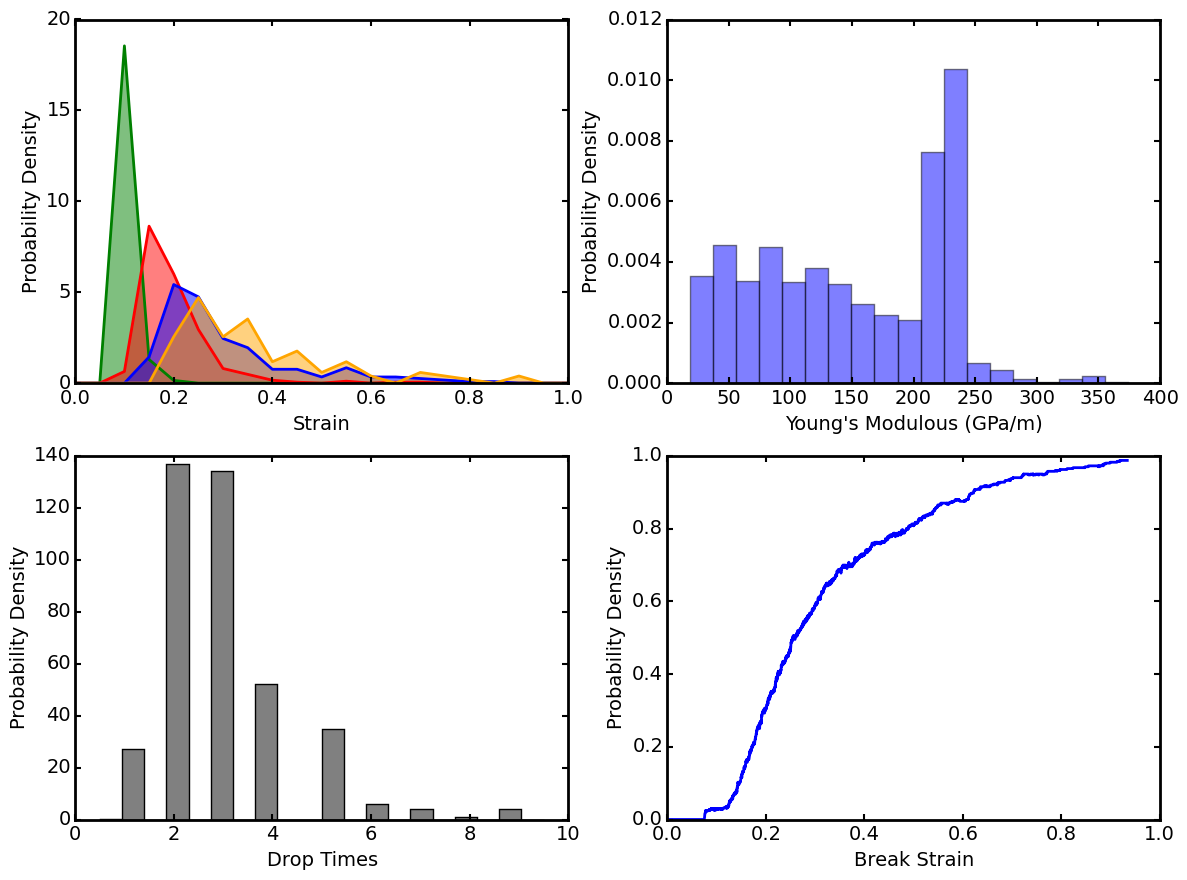 20
15
10
5
0
0.0 0.2 0.4 0.6 0.8 1.0
Probability Density
Strain
0.012
0.010
0.008
0.006
0.004
0.002
0.000
0 50 100 150 200 250 300 350 400
Probability Density
Young's Modulous (GPa/m)
140
120
100
80
60
40
20
0
0 2 4 6 8 10
Probability Density
Drop Times
1.0
0.8
0.6
0.4
0.2
0.0
0.0 0.2 0.4 0.6 0.8 1.0
Probability Density
Break Strain